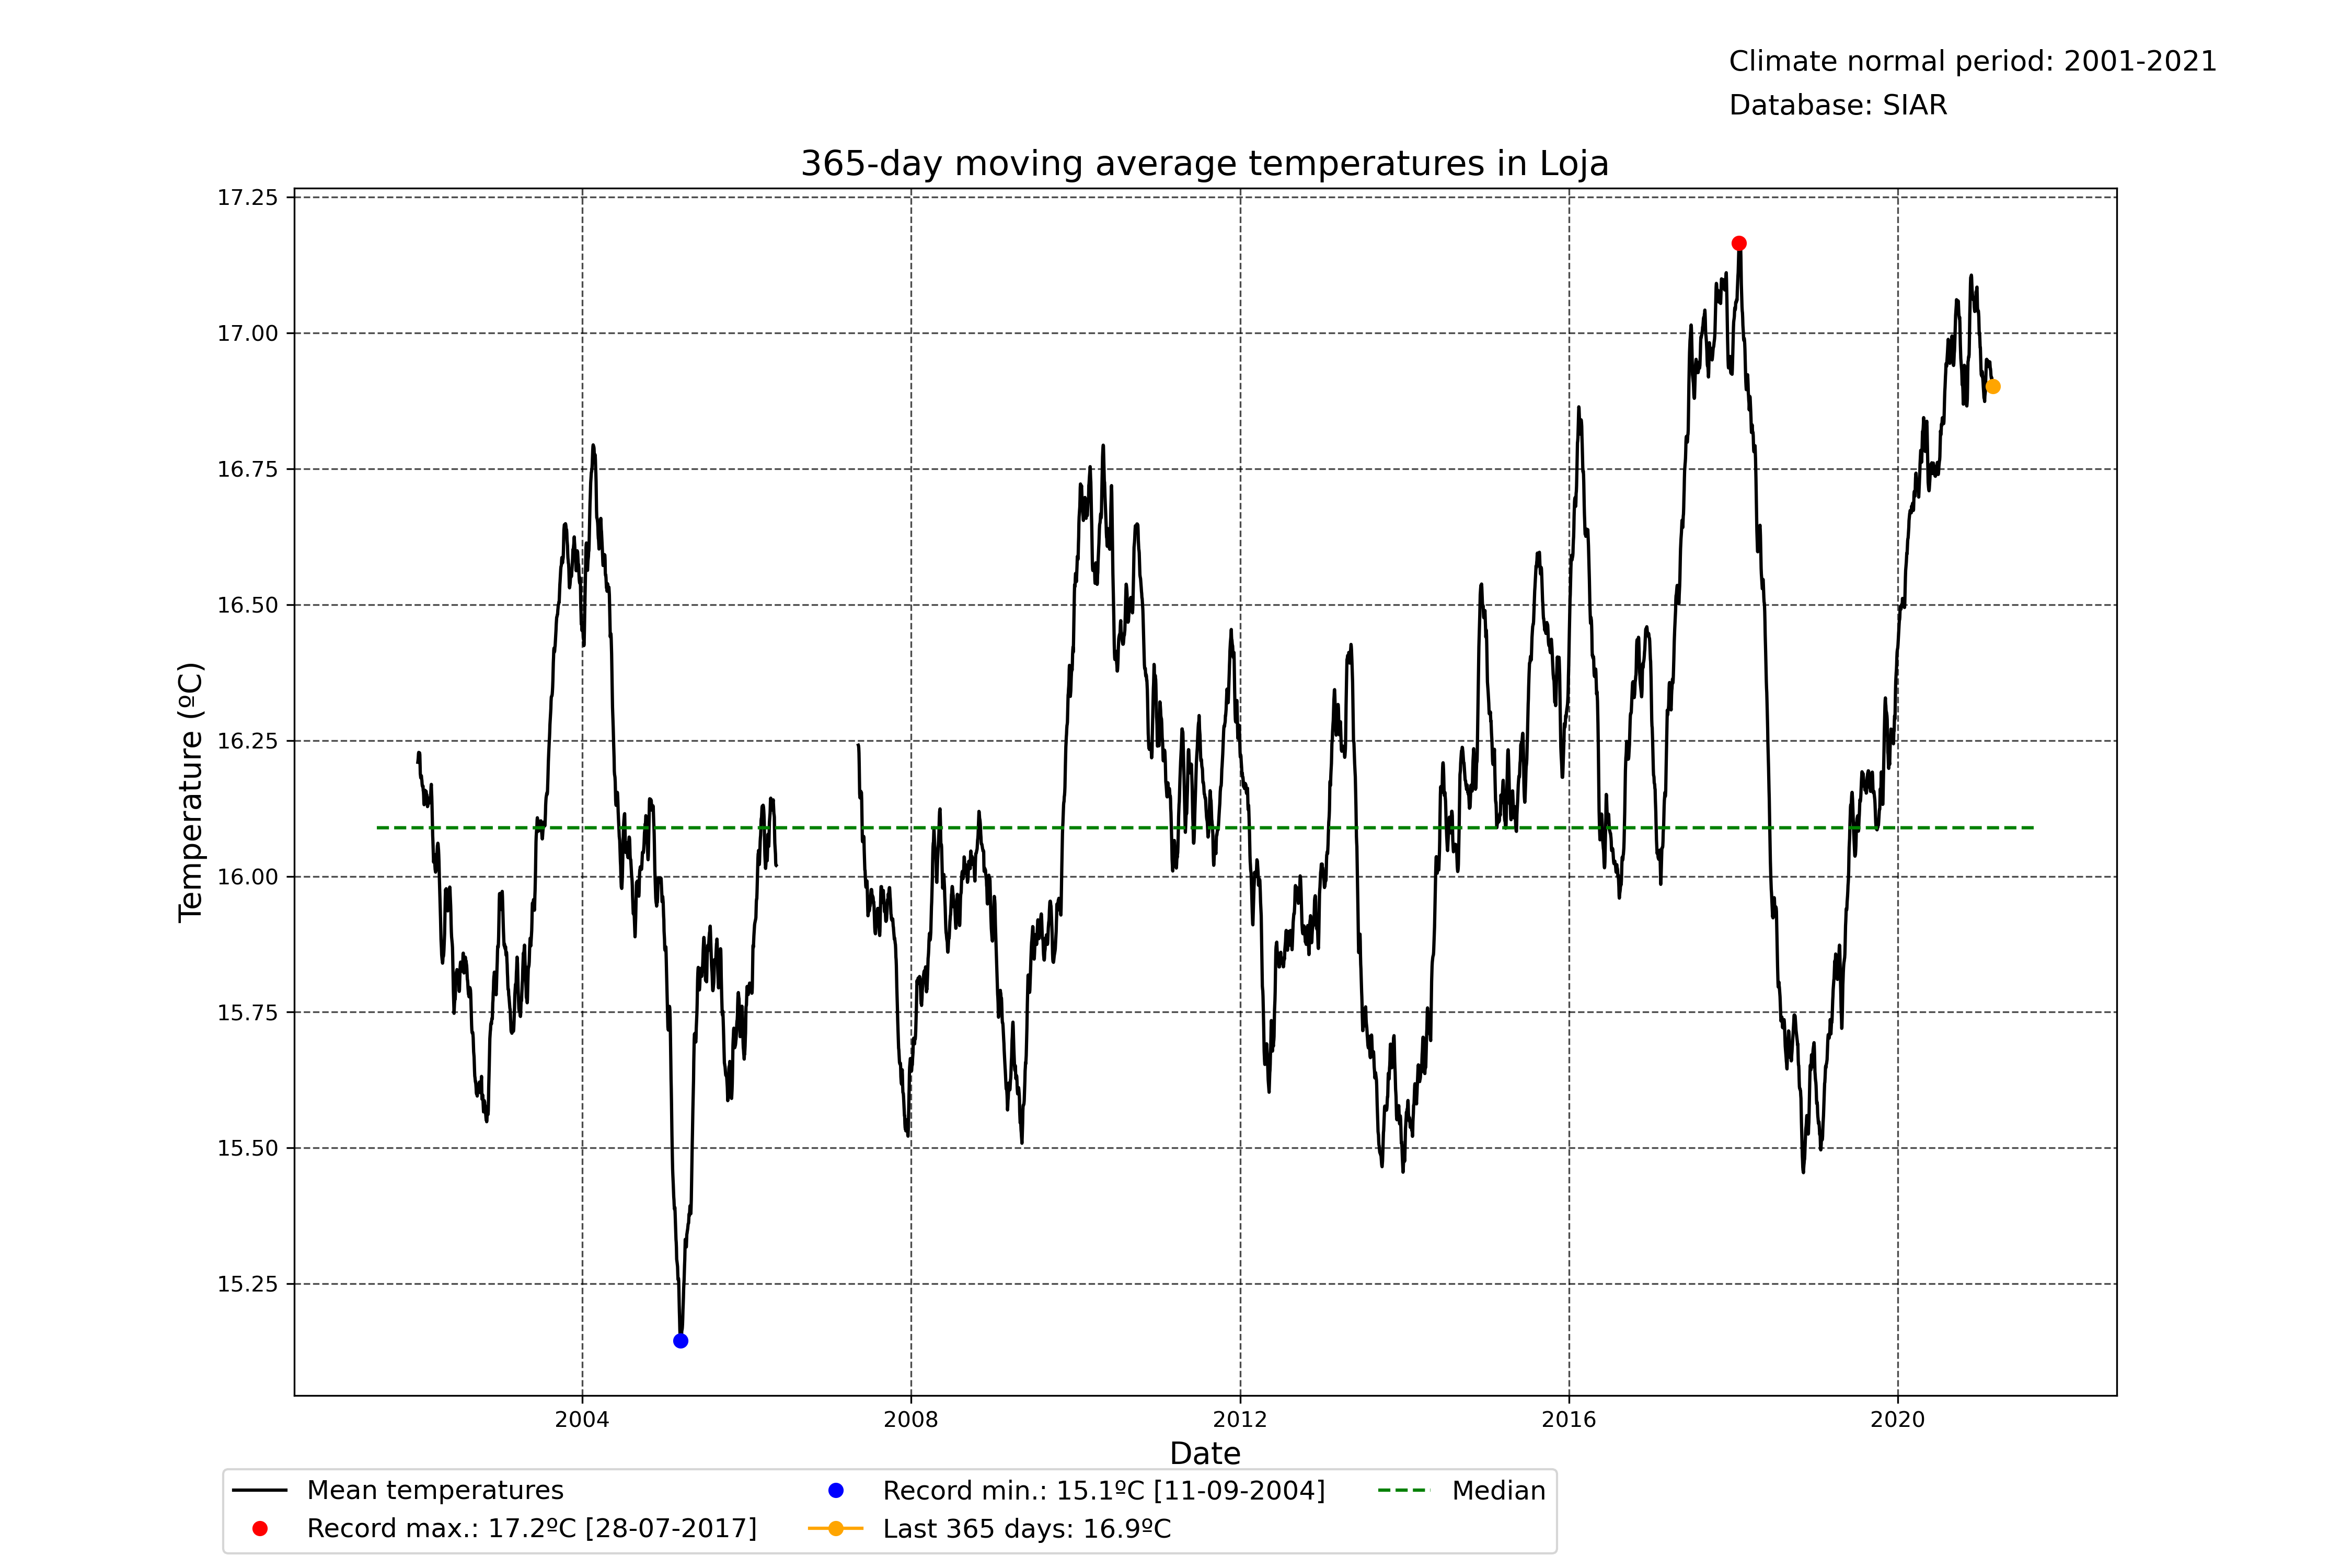 Climate normal period: 2001-2021
Database: SIAR
365-day moving average temperatures in Loja
17.25
17.00
16.75
16.50
16.25
16.00
15.75
15.50
15.25
Temperature (ºC)
2004 2008 2012 2016 2020
Date
Mean temperatures
Record max.: 17.2ºC [28-07-2017]
Record min.: 15.1ºC [11-09-2004]
Last 365 days: 16.9ºC
Median